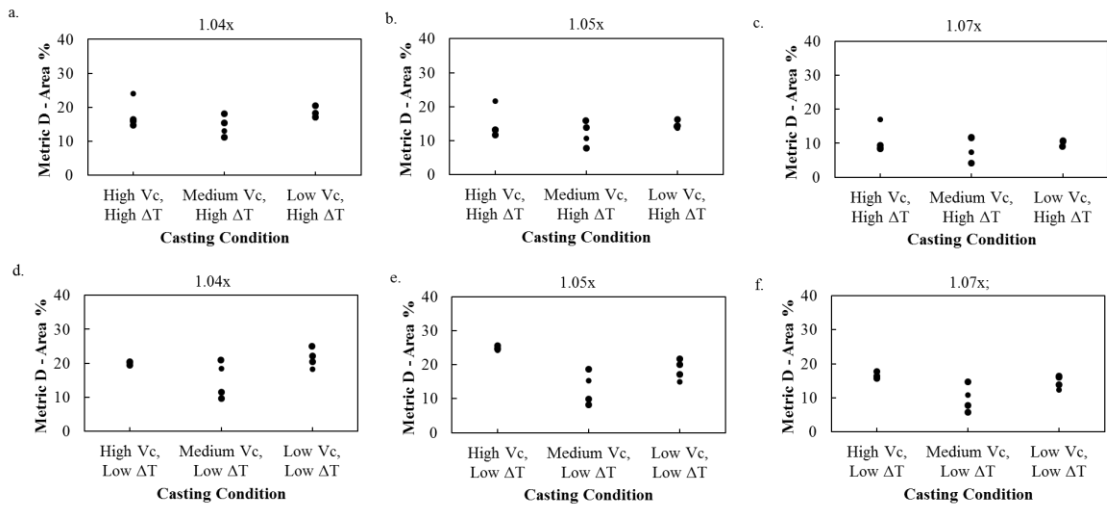 a.
1.04x
Metric D - Area %
40
30
20
10
0
High Vc,
High ΔT
Medium Vc,
High ΔT
Low Vc,
High ΔT
Casting Condition
b.
1.05x
Metric D - Area %
40
30
20
10
0
High Vc,
High ΔT
Medium Vc,
High ΔT
Low Vc,
High ΔT
Casting Condition
c.
1.07x
Metric D - Area %
40
30
20
10
0
High Vc,
High ΔT
Medium Vc,
High ΔT
Low Vc,
High ΔT
Casting Condition
d.
1.04x
Metric D - Area %
40
30
20
10
0
High Vc,
Low ΔT
Medium Vc,
Low ΔT
Low Vc,
Low ΔT
Casting Condition
e.
1.05x
Metric D - Area %
40
30
20
10
0
High Vc,
Low ΔT
Medium Vc,
Low ΔT
Low Vc,
Low ΔT
Casting Condition
f.
1.07x;
Metric D - Area %
40
30
20
10
0
High Vc,
Low ΔT
Medium Vc,
Low ΔT
Low Vc,
Low ΔT
Casting Condition